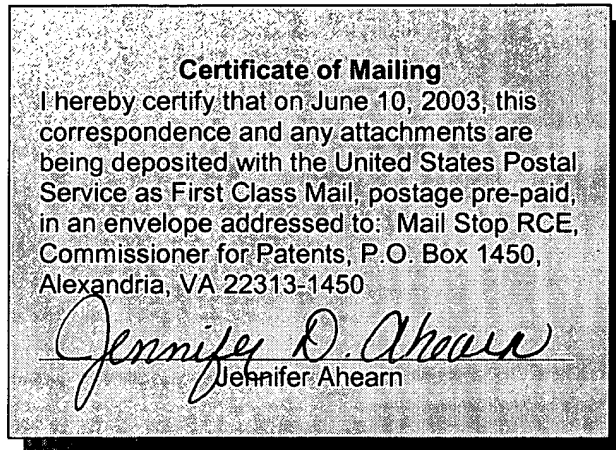 Certificate of Mailing
I hereby certify that on June 10, 2003, this
correspondence and any attachments are
being deposited with the United States Postal
Service as First Class Mail, postage pre-paid,
in an envelope addressed to: Mail Stop RCE,
Commissioner for Patents, P.O. Box 1450,
Alexandria, VA 22313-1450
Jennifer D. Ahearn
Jennifer Ahearn